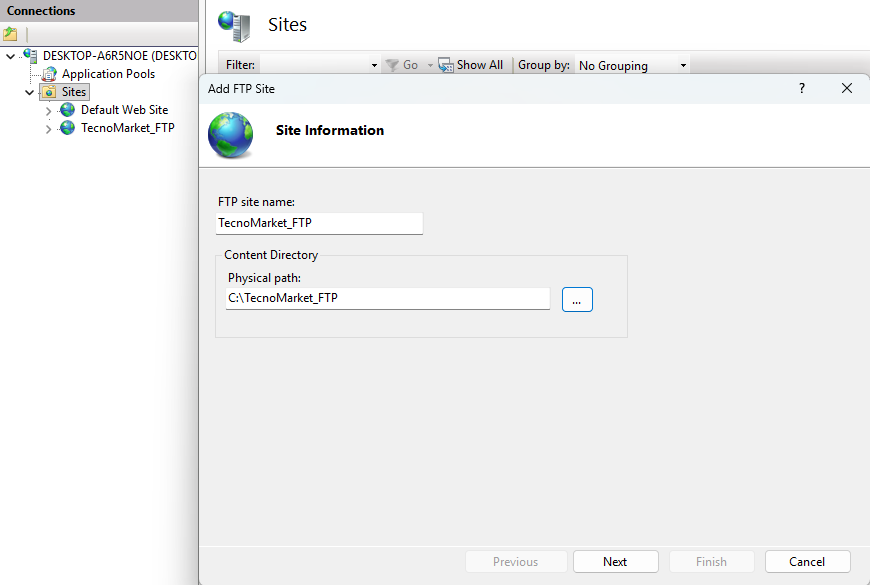 Connections
Sites
Filter:
Go
Show All
Group by:
No Grouping
DESKTOP-A6R5NOE (DESKTO
Application Pools
Sites
Default Web Site
TecnoMarket_FTP
Add FTP Site
?
Site Information
FTP site name:
TecnoMarket_FTP
Content Directory
Physical path:
C:\TecnoMarket_FTP
...
Previous
Next
Finish
Cancel